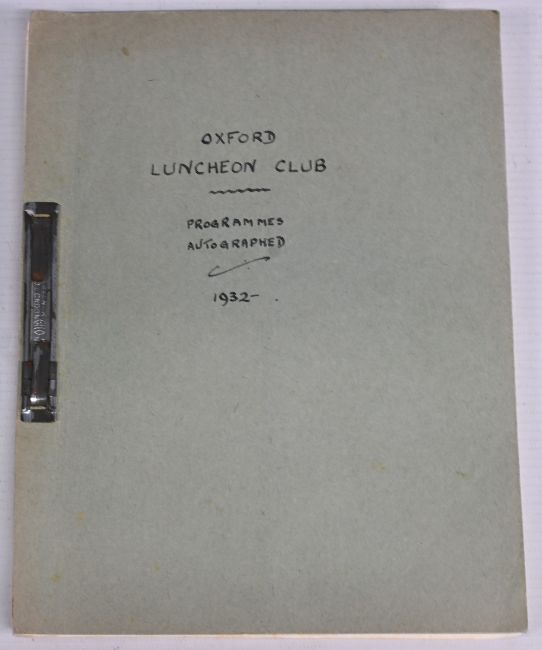 OXFORD
LUNCHEON CLUB
PROGRAMMES
AUTOGRAPHED
1932- .